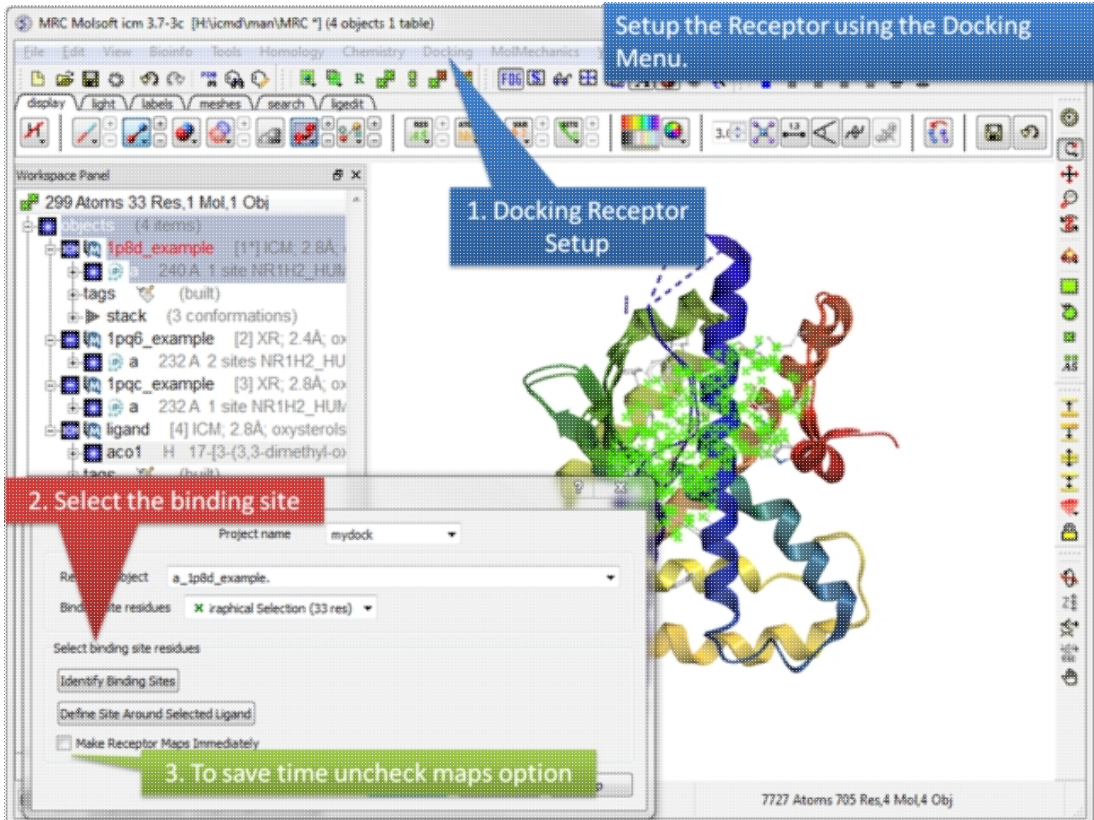 MRC Molsoft icm 3.7-3c [H:\icmd\man\MRC *] (4 objects 1 table)
Setup the Receptor using the Docking
Menu.
File Edit View Bioinfo Tools Homology Chemistry Docking MolMechanics
display light labels meshes search ligedit
Workspace Panel
299 Atoms 33 Res,1 Mol,1 Obj
1. Docking Receptor
Setup
objects (4 items)
1p8d_example [1*] ICM; 2.8Å;
a 240 A 1 site NR1H2_HUM
tags (built)
stack (3 conformations)
1pq6_example [2] XR; 2.4Å; ox
a 232 A 2 sites NR1H2_HU
1pqc_example [3] XR; 2.8Å; ox
a 232 A 1 site NR1H2_HUM
ligand [4] ICM; 2.8Å; oxysterols
aco1 H 17-[3-(3,3-dimethyl-ox
tags (built)
2. Select the binding site
Project name mydock
a_1p8d_example.
residues raphical Selection (33 res)
Select binding site residues
Identify Binding Sites
Define Site Around Selected Ligand
Make Receptor Maps Immediately
3. To save time uncheck maps option
7727 Atoms 705 Res,4 Mol,4 Obj